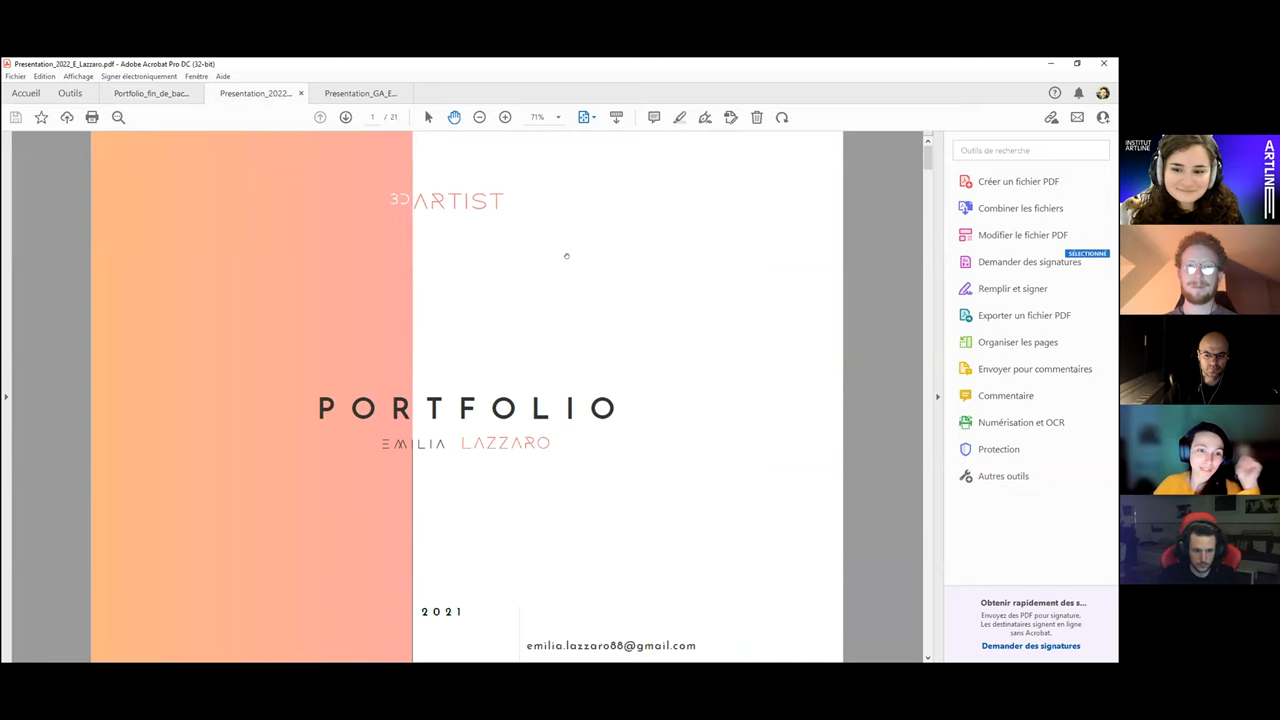 Presentation_2022_E_Lazzaro.pdf - Adobe Acrobat Pro DC (32-bit)
Fichier Edition Affichage Signer électroniquement Fenêtre Aide
Accueil Outils Portfolio_fin_de_bac... Presentation_2022... × Presentation_GA_E...
1 / 21 71%
3D ARTIST
PORTFOLIO
EMILIA LAZZARO
2021
emilia.lazzaro88@gmail.com
Outils de recherche
Créer un fichier PDF
Combiner les fichiers
Modifier le fichier PDF
SÉLECTIONNÉ
Demander des signatures
Remplir et signer
Exporter un fichier PDF
Organiser les pages
Envoyer pour commentaires
Commentaire
Numérisation et OCR
Protection
Autres outils
Obtenir rapidement des s...
Envoyez des PDF pour signature.
Les destinataires signent en ligne
sans Acrobat.
Demander des signatures
INSTITUT
ARTLINE
ARTLINE